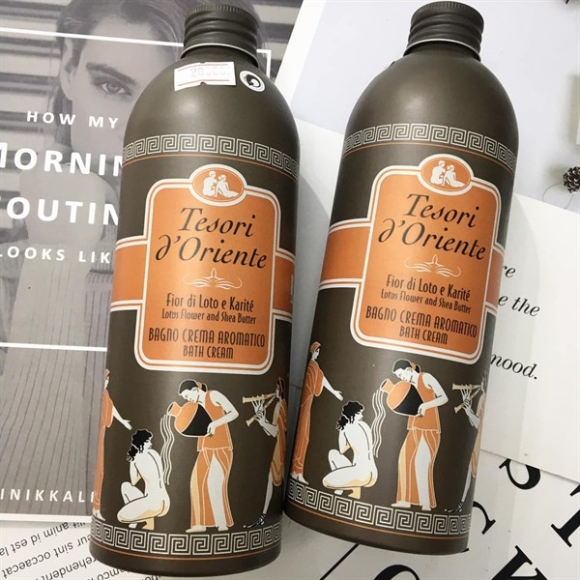 HOW MY
MORNIN
ROUTIN
LOOKS LIK
INIKKALI
Tesori
d'Oriente
Fior di Loto e Karité
Lotus Flower and Shea Butter
BAGNO CREMA AROMATICO
BATH CREAM
Tesori
d'Oriente
Fior di Loto e Karité
Lotus Flower and Shea Butter
BAGNO CREMA AROMATICO
BATH CREAM
the
mood.